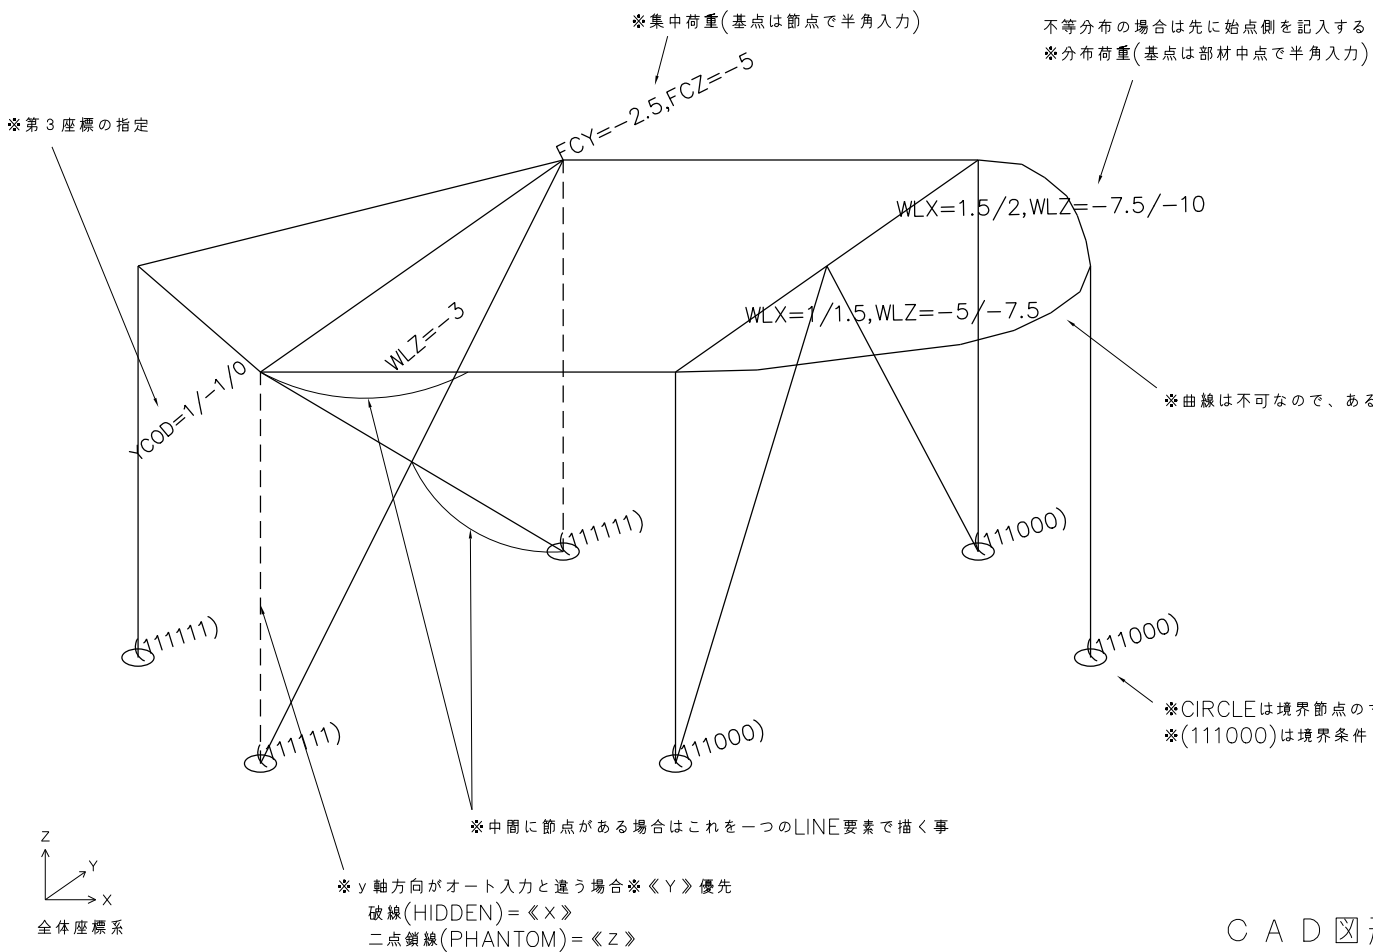 ※集中荷重(基点は節点で半角入力)
不等分布の場合は先に始点側を記入する
※分布荷重(基点は部材中点で半角入力)
FCY=−2.5,FCZ=−5
※第３座標の指定
WLX=1.5/2,WLZ=−7.5/−10
WLX=1/1.5,WLZ=−5/−7.5
WLZ=−3
YCOD=1/−1/0
※曲線は不可なので、ある
(111111)
(111000)
(111111)
(111000)
(111111)
(111000)
※CIRCLEは境界節点の
※(111000)は境界条件
※中間に節点がある場合はこれを一つのLINE要素で描く事
Z
Y
X
全体座標系
※ｙ軸方向がオート入力と違う場合※《Ｙ》優先
破線(HIDDEN)=《Ｘ》
二点鎖線(PHANTOM)=《Ｚ》
ＣＡＤ図